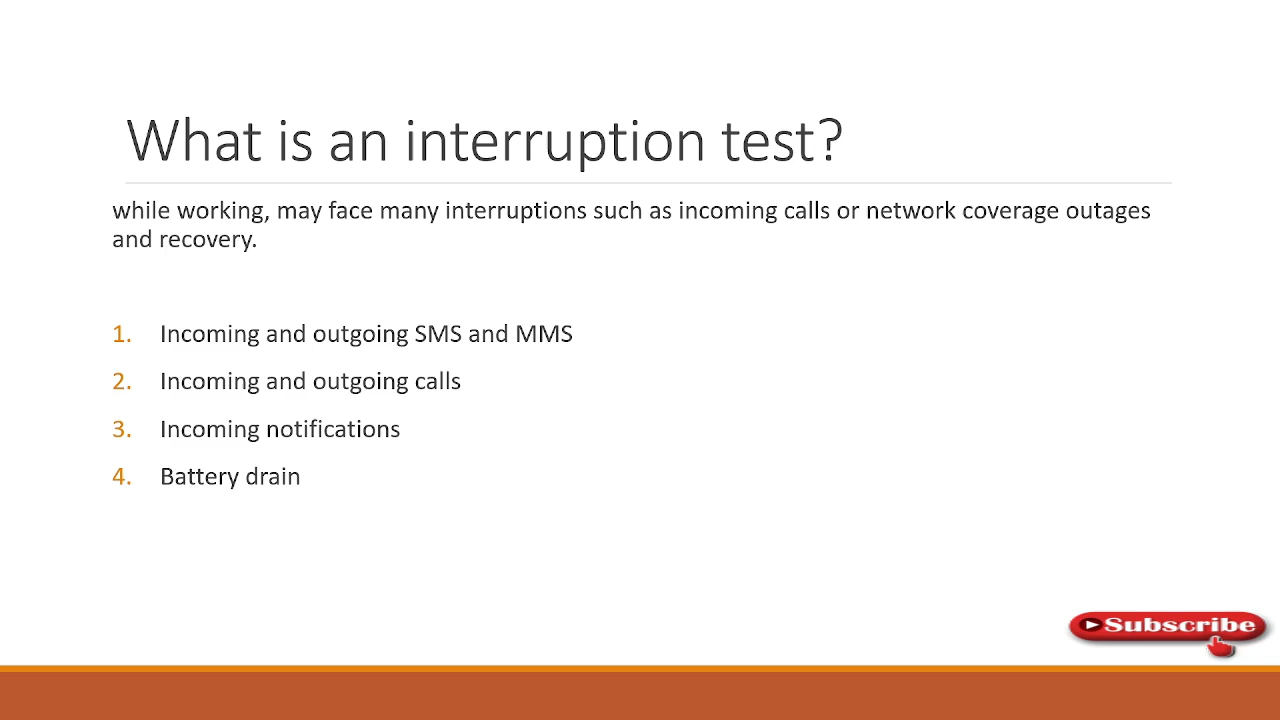 What is an interruption test?
while working, may face many interruptions such as incoming calls or network coverage outages
and recovery.
1. Incoming and outgoing SMS and MMS
2. Incoming and outgoing calls
3. Incoming notifications
4. Battery drain
Subscribe